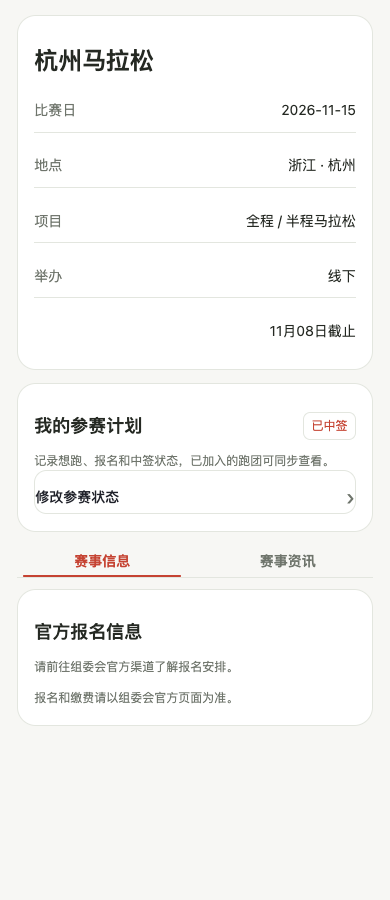 杭州马拉松
比赛日 2026-11-15
地点 浙江 · 杭州
项目 全程 / 半程马拉松
举办 线下
11月08日截止
我的参赛计划 已中签
记录想跑、报名和中签状态，已加入的跑团可同步查看。
修改参赛状态 ›
赛事信息 赛事资讯
官方报名信息
请前往组委会官方渠道了解报名安排。
报名和缴费请以组委会官方页面为准。